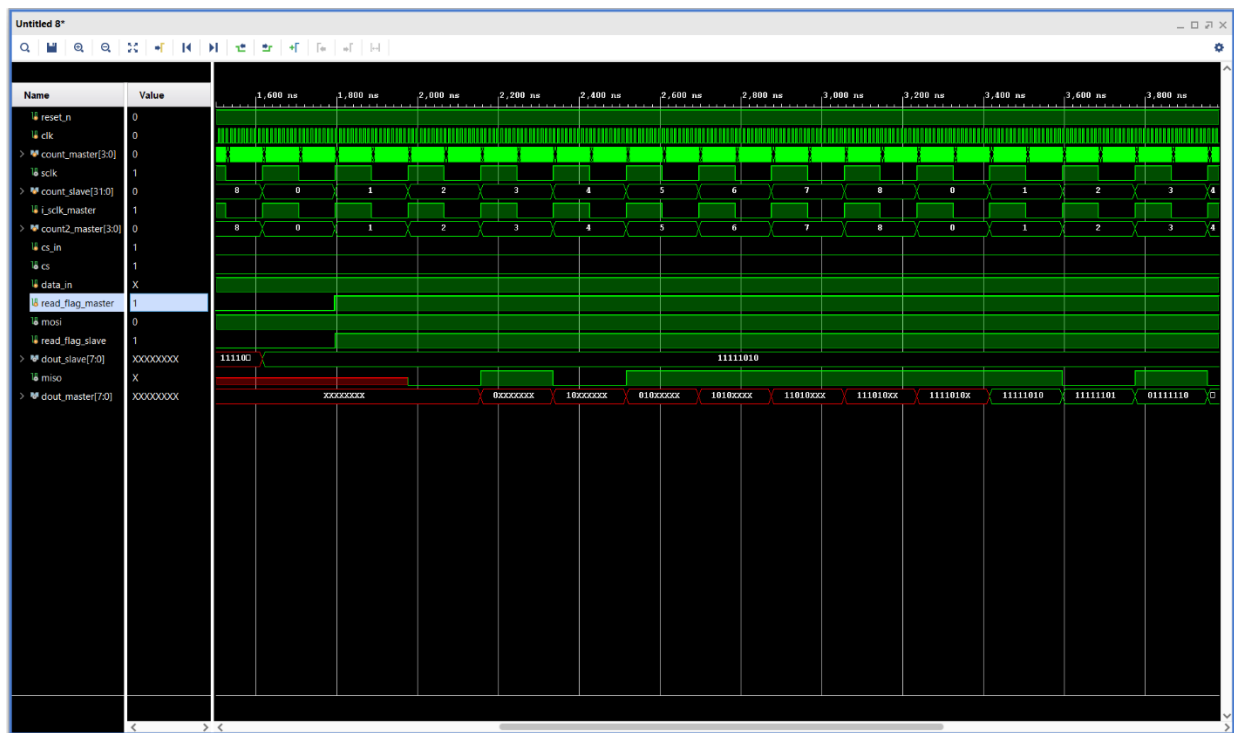 Untitled 8*
Name Value
1,600 ns 1,800 ns 2,000 ns 2,200 ns 2,400 ns 2,600 ns 2,800 ns 3,000 ns 3,200 ns 3,400 ns 3,600 ns 3,800 ns
reset_n 0
clk 0
count_master[3:0] 0
sclk 1
count_slave[31:0] 0 8 0 1 2 3 4 5 6 7 8 0 1 2 3 4
i_sclk_master 1
count2_master[3:0] 0 8 0 1 2 3 4 5 6 7 8 0 1 2 3 4
cs_in 1
cs 1
data_in X
read_flag_master 1
mosi 0
read_flag_slave 1
dout_slave[7:0] XXXXXXXX 11110 11111010
miso X
dout_master[7:0] XXXXXXXX XXXXXXXX 0XXXXXXX 10XXXXXX 010XXXXX 1010XXXX 11010XXX 111010XX 1111010X 11111010 11111101 01111110